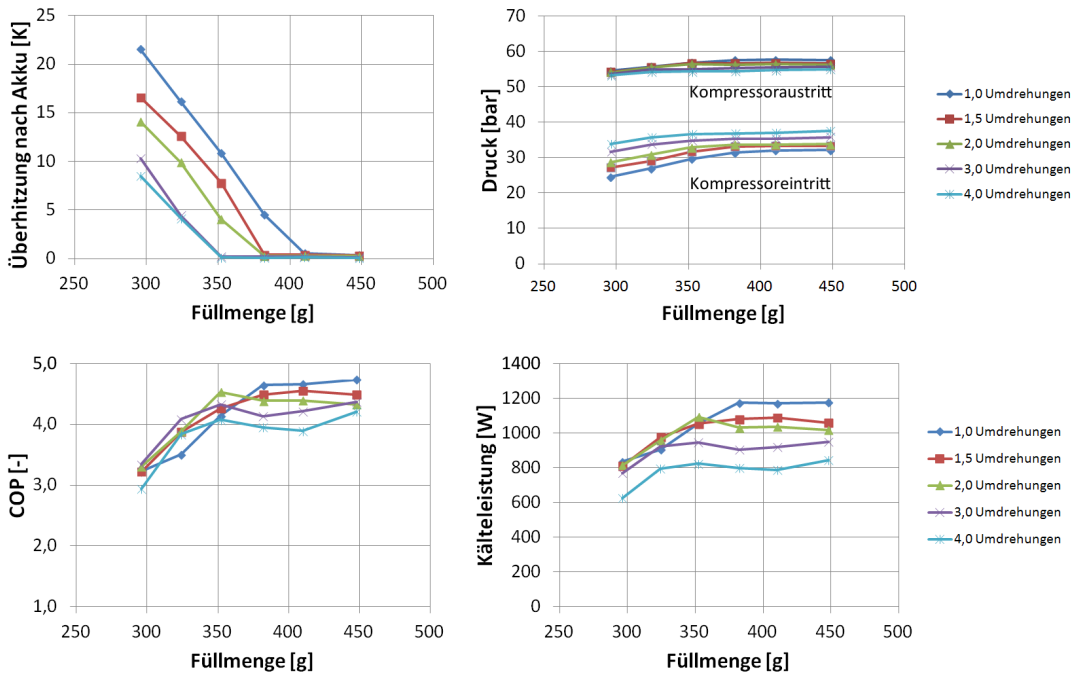 Überhitzung nach Akku [K]
25
20
15
10
5
0
250
300
350
400
450
500
Füllmenge [g]
Druck [bar]
70
60
50
40
30
20
10
0
Kompressoraustritt
Kompressoreintritt
250
300
350
400
450
500
Füllmenge [g]
1,0 Umdrehungen
1,5 Umdrehungen
2,0 Umdrehungen
3,0 Umdrehungen
4,0 Umdrehungen
COP [-]
5,0
4,0
3,0
2,0
1,0
250
300
350
400
450
500
Füllmenge [g]
Kälteleistung [W]
1400
1200
1000
800
600
400
200
0
250
300
350
400
450
500
Füllmenge [g]
1,0 Umdrehungen
1,5 Umdrehungen
2,0 Umdrehungen
3,0 Umdrehungen
4,0 Umdrehungen